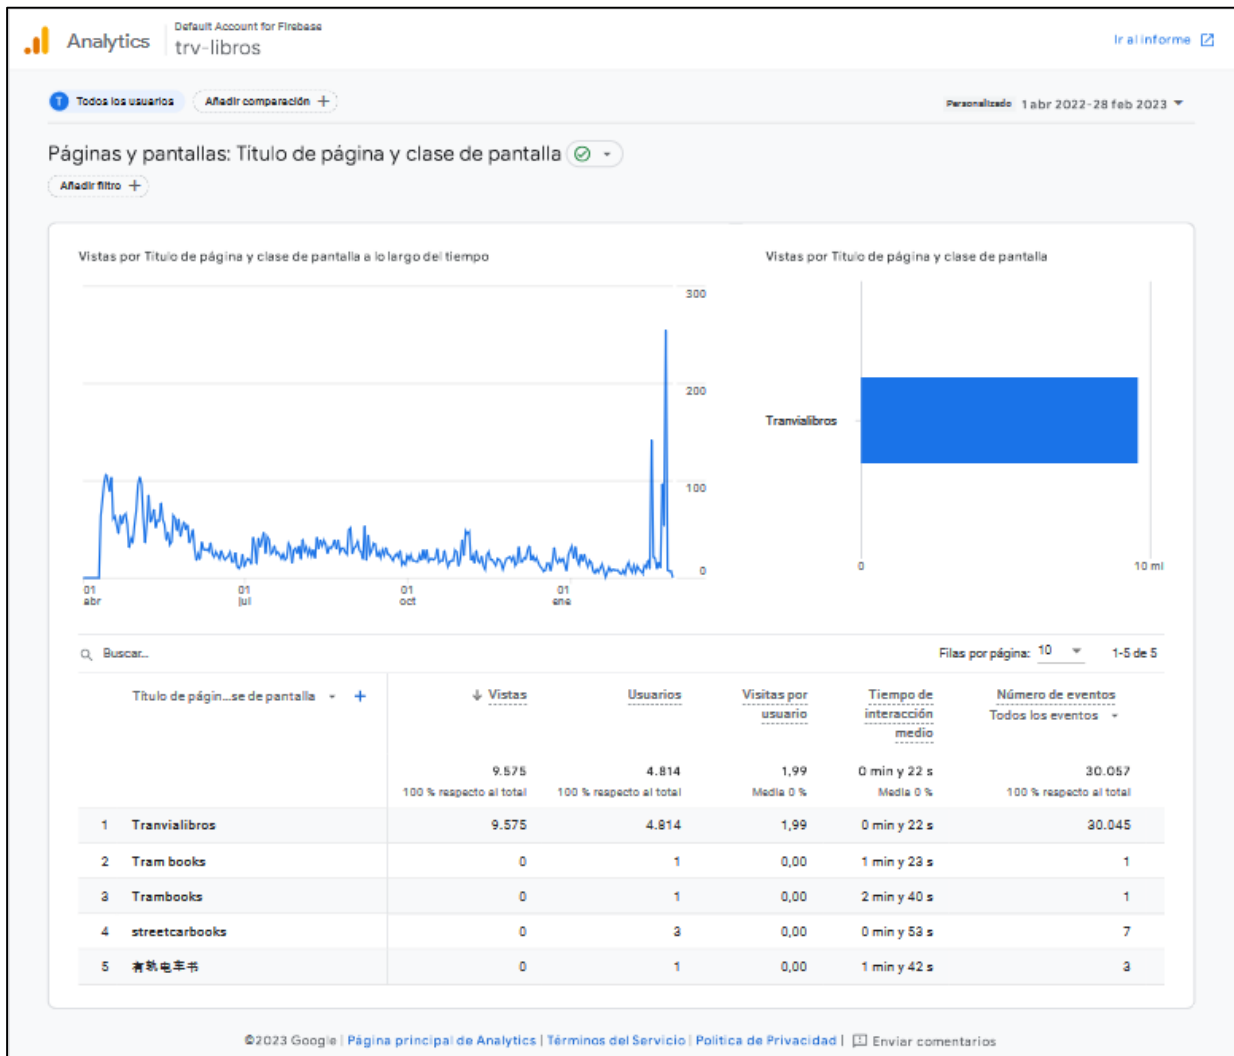 Analytics
Default Account for Firebase
trv-libros
Ir al informe
T Todos los usuarios
Añadir comparación +
Personalizado 1 abr 2022-28 feb 2023
Páginas y pantallas: Título de página y clase de pantalla
Añadir filtro +
Vistas por Título de página y clase de pantalla a lo largo del tiempo
300
200
100
0
01 abr
01 jul
01 oct
01 ene
Vistas por Título de página y clase de pantalla
Tranvialibros
0
10 mil
Buscar...
Filas por página: 10
1-5 de 5
Título de págin...se de pantalla +
↓ Vistas
Usuarios
Visitas por
usuario
Tiempo de
interacción
medio
Número de eventos
Todos los eventos
9.575 4.814 1,99 0 min y 22 s 30.057
100 % respecto al total 100 % respecto al total Media 0 % Media 0 % 100 % respecto al total
1 Tranvialibros 9.575 4.814 1,99 0 min y 22 s 30.045
2 Tram books 0 1 0,00 1 min y 23 s 1
3 Trambooks 0 1 0,00 2 min y 40 s 1
4 streetcarbooks 0 3 0,00 0 min y 53 s 7
5 有轨电车书 0 1 0,00 1 min y 42 s 3
©2023 Google | Página principal de Analytics | Términos del Servicio | Política de Privacidad | Enviar comentarios